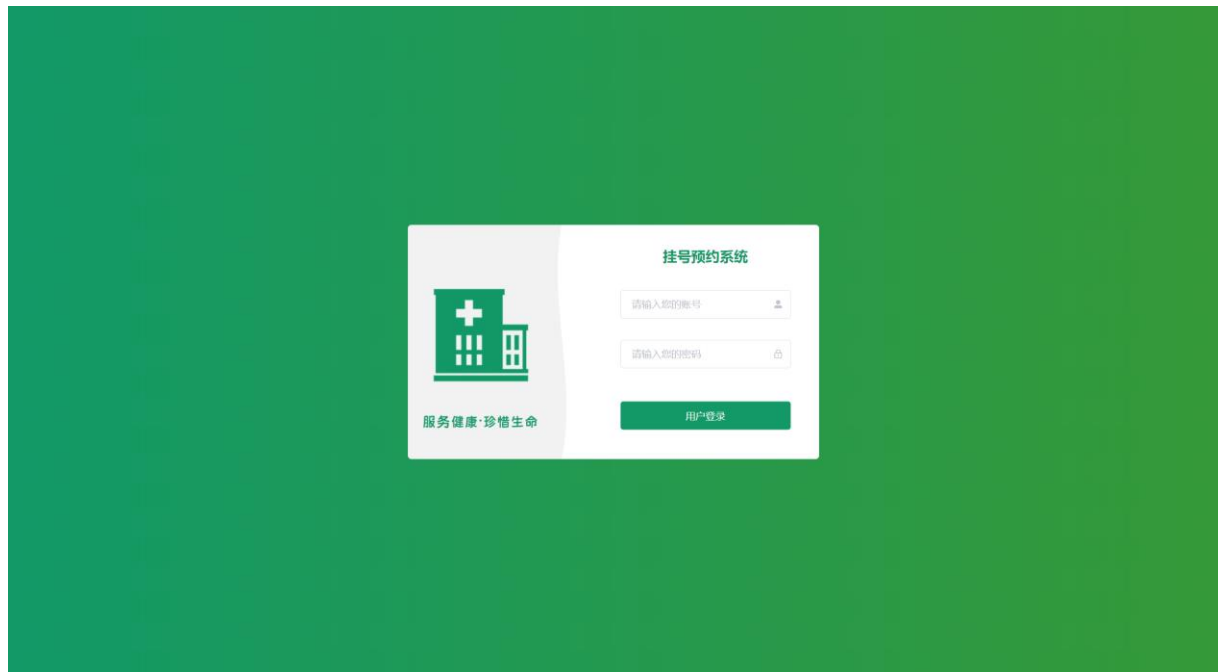 挂号预约系统
请输入您的账号
请输入您的密码
用户登录
服务健康·珍惜生命